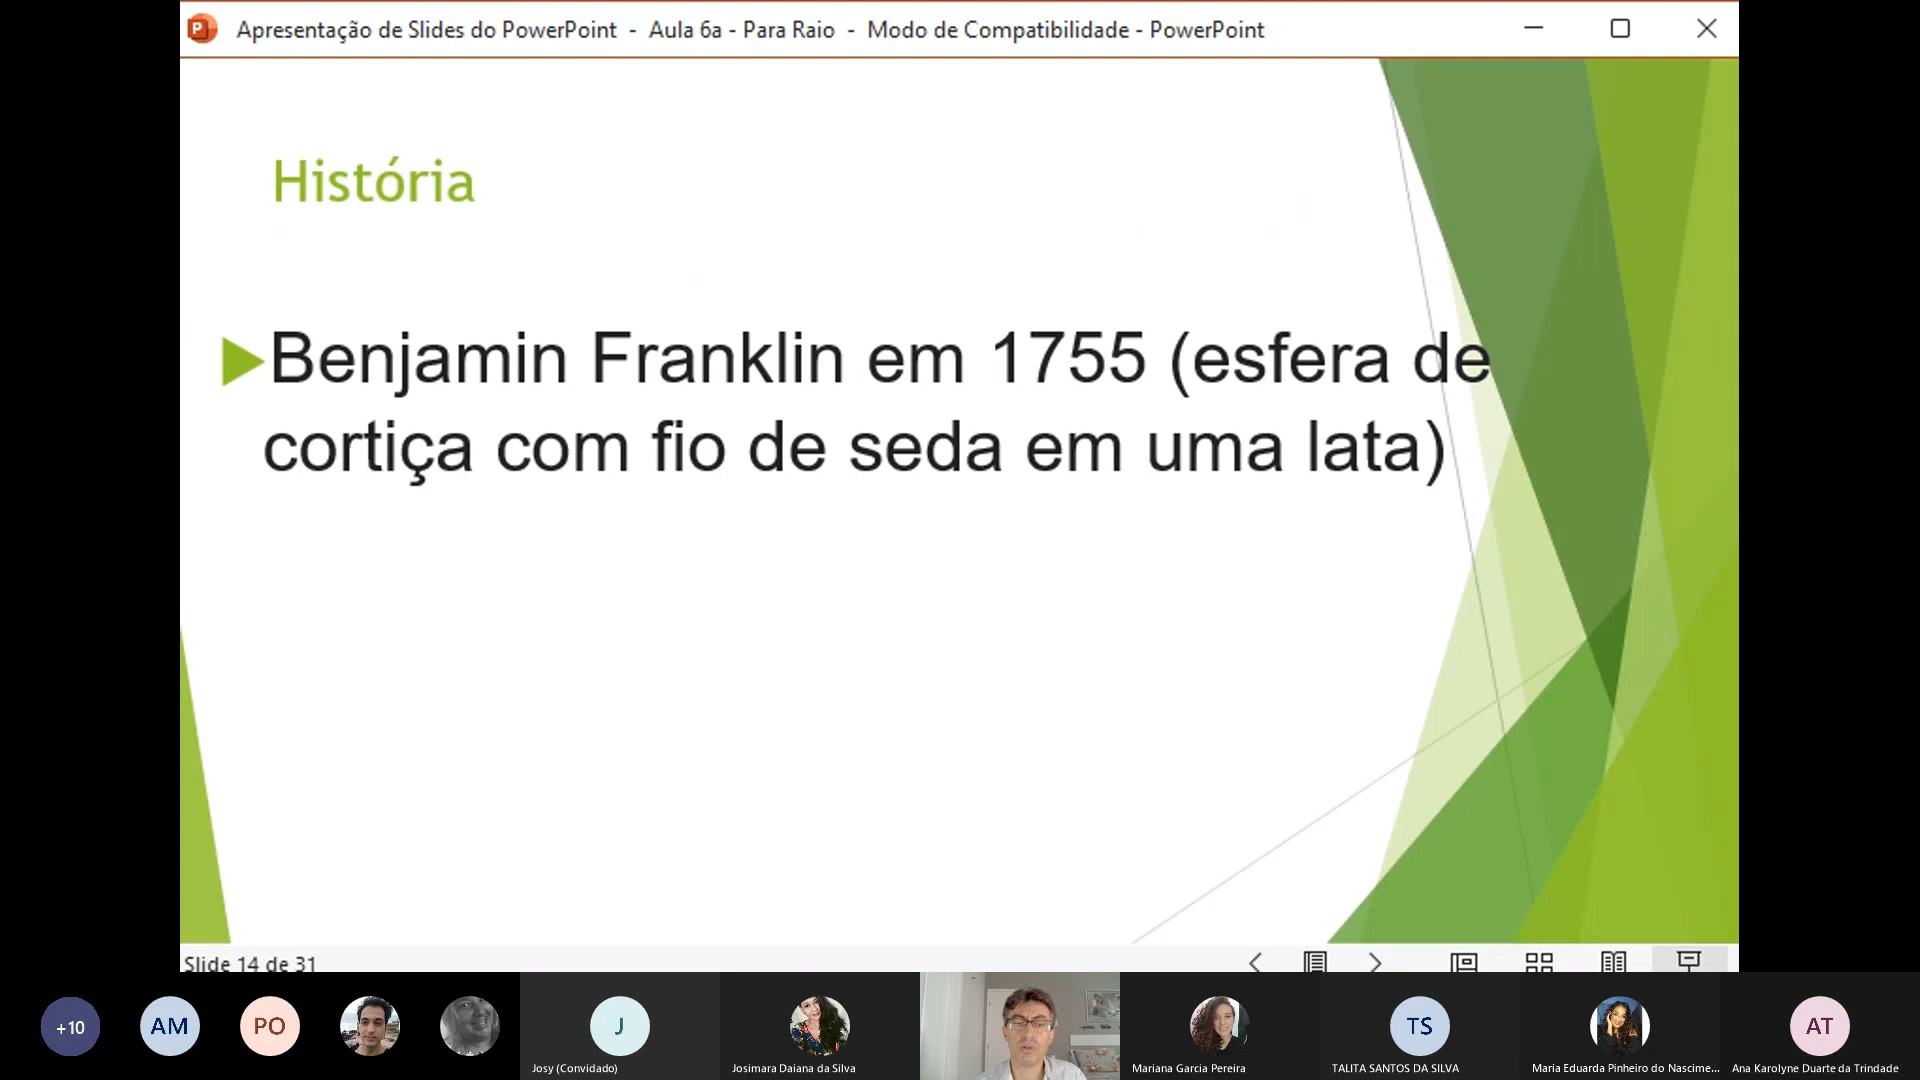 Apresentação de Slides do PowerPoint - Aula 6a - Para Raio - Modo de Compatibilidade - PowerPoint
História
Benjamin Franklin em 1755 (esfera de
cortiça com fio de seda em uma lata)
Slide 14 de 31
+10
AM
PO
J
TS
AT
Josy (Convidado)
Josimara Daiana da Silva
Mariana Garcia Pereira
TALITA SANTOS DA SILVA
Maria Eduarda Pinheiro do Nascime...
Ana Karolyne Duarte da Trindade